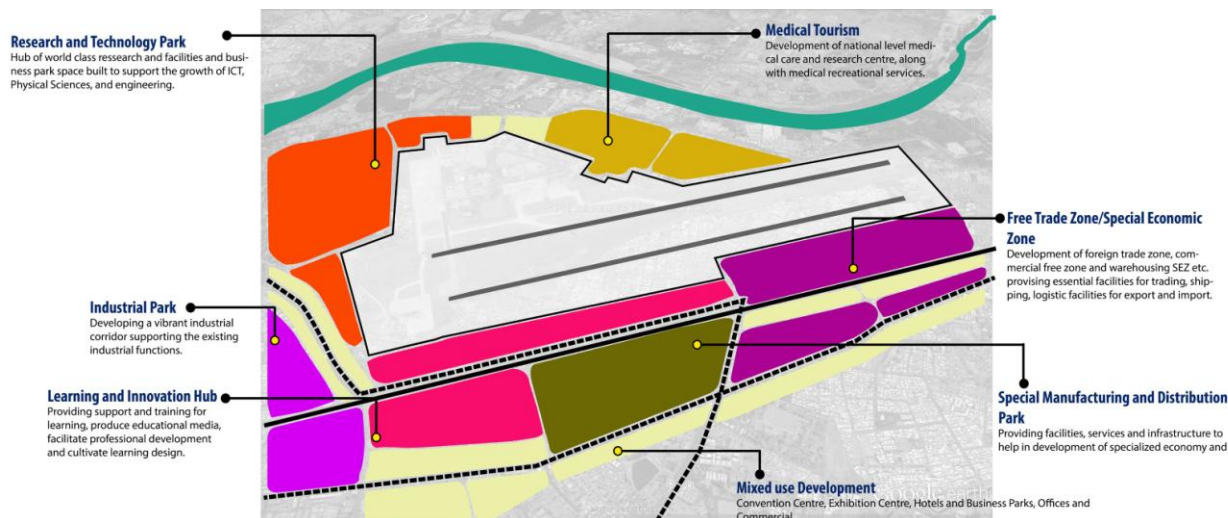 Research and Technology Park
Hub of world class ressearch and facilities and busi-
ness park space built to support the growth of ICT,
Physical Sciences, and engineering.
Medical Tourism
Development of national level medi-
cal care and research centre, along
with medical recreational services.
Free Trade Zone/Special Economic
Zone
Development of foreign trade zone, com-
mercial free zone and warehousing SEZ etc.
provising essential facilities for trading, ship-
ping, logistic facilities for export and import.
Industrial Park
Developing a vibrant industrial
corridor supporting the existing
industrial functions.
Learning and Innovation Hub
Providing support and training for
learning, produce educational media,
facilitate professional development
and cultivate learning design.
Special Manufacturing and Distribution
Park
Providing facilities, services and infrastructure to
help in development of specialized economy and
Mixed use Development
Convention Centre, Exhibition Centre, Hotels and Business Parks, Offices and
Commercial